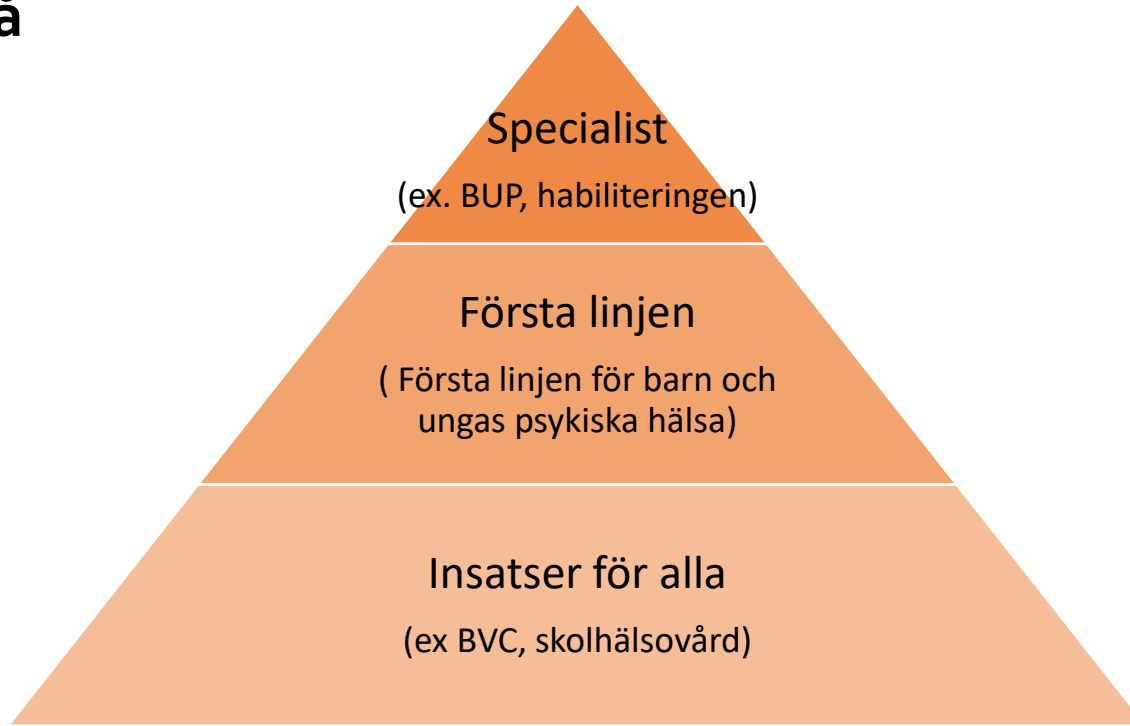 å
Specialist
(ex. BUP, habiliteringen)
Första linjen
( Första linjen för barn och
ungas psykiska hälsa)
Insatser för alla
(ex BVC, skolhälsovård)